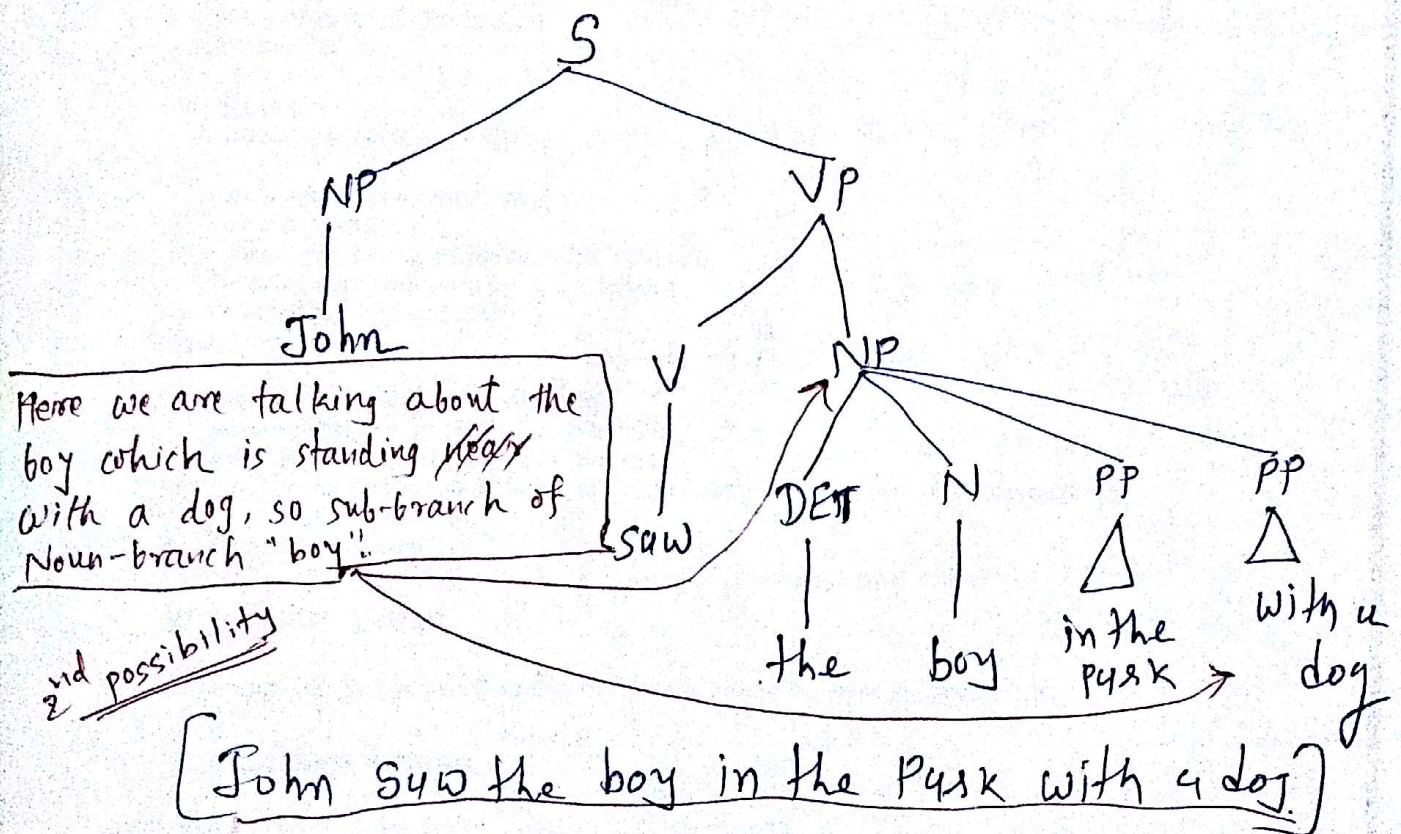 S
NP VP
John
V NP
Here we are talking about the
boy which is standing near
with a dog, so sub-branch of
Noun-branch "boy".
saw
DET N PP PP
the boy in the park with a dog
2nd possibility
[John saw the boy in the Park with a dog.]